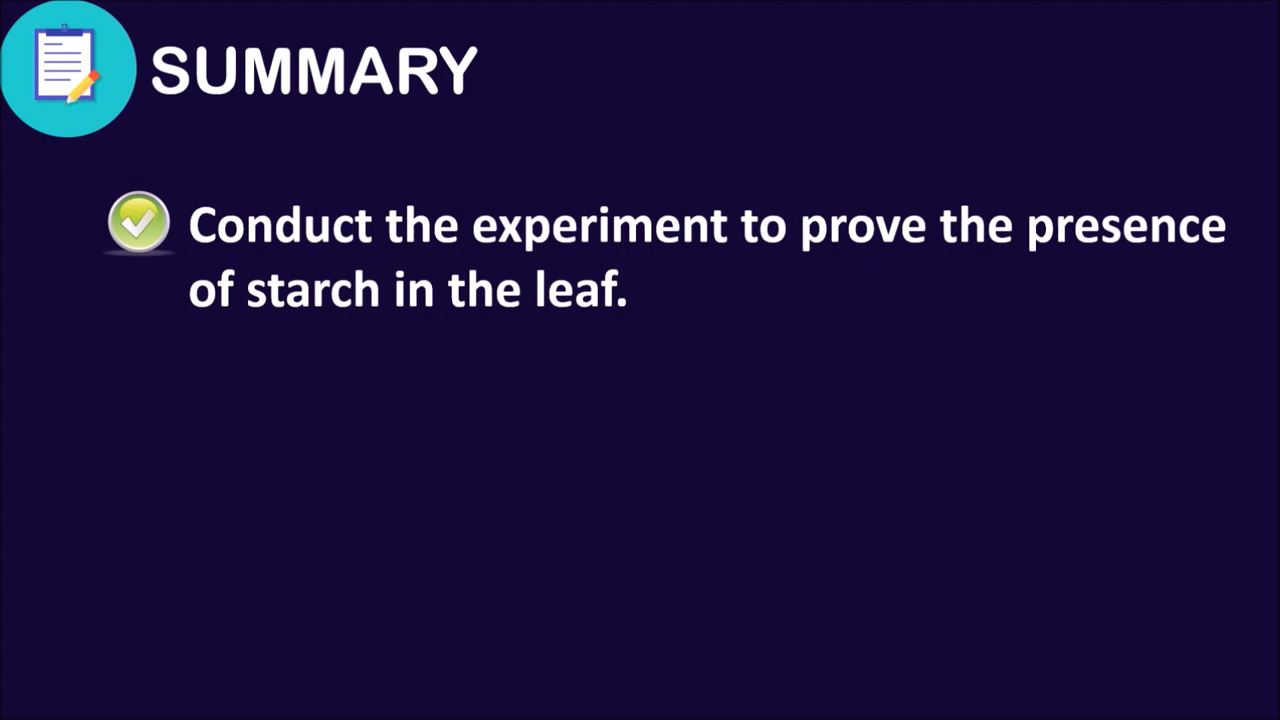 SUMMARY
Conduct the experiment to prove the presence
of starch in the leaf.